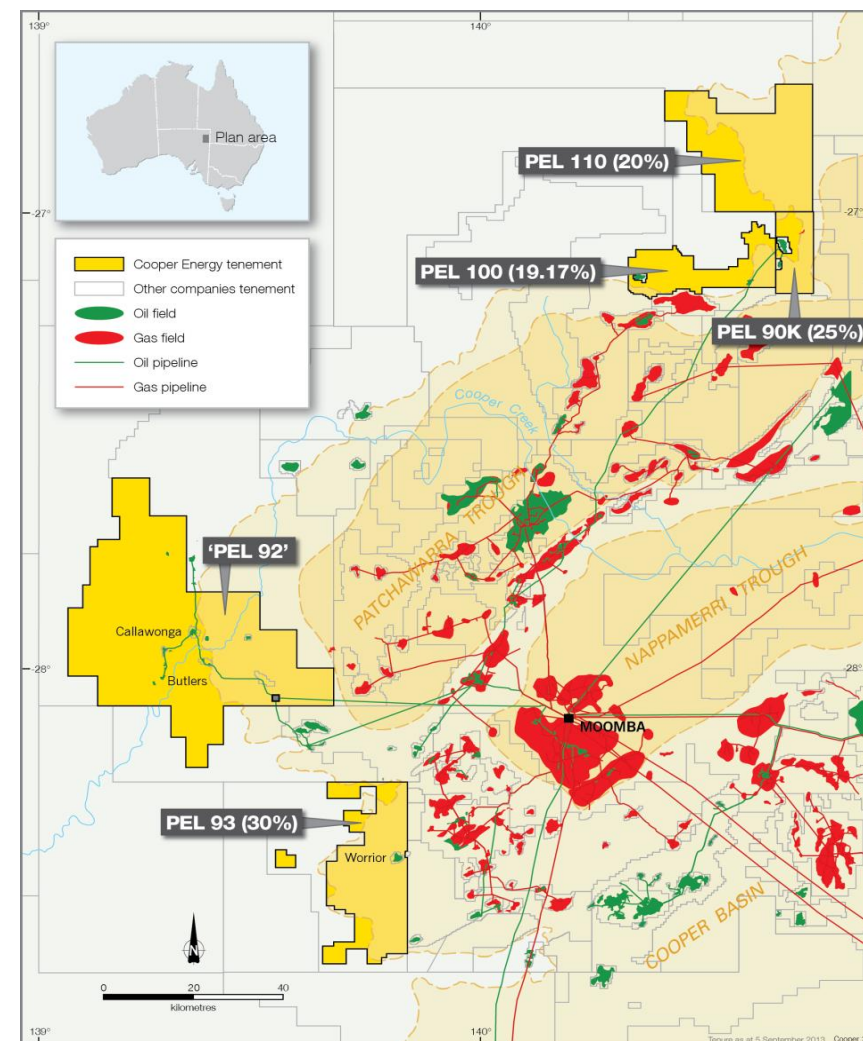 139°
140°
Plan area
PEL 110 (20%)
-27°
-27°
Cooper Energy tenement
Other companies tenement
Oil field
Gas field
Oil pipeline
Gas pipeline
PEL 100 (19.17%)
PEL 90K (25%)
Cooper Creek
PATCHAWARRA TROUGH
NAPPAMERRI TROUGH
'PEL 92'
Callawonga
Butlers
-28°
-28°
MOOMBA
PEL 93 (30%)
Worrior
COOPER BASIN
N
0 20 40
kilometres
139°
140°
Tenure as at 5 September 2013 Cooper